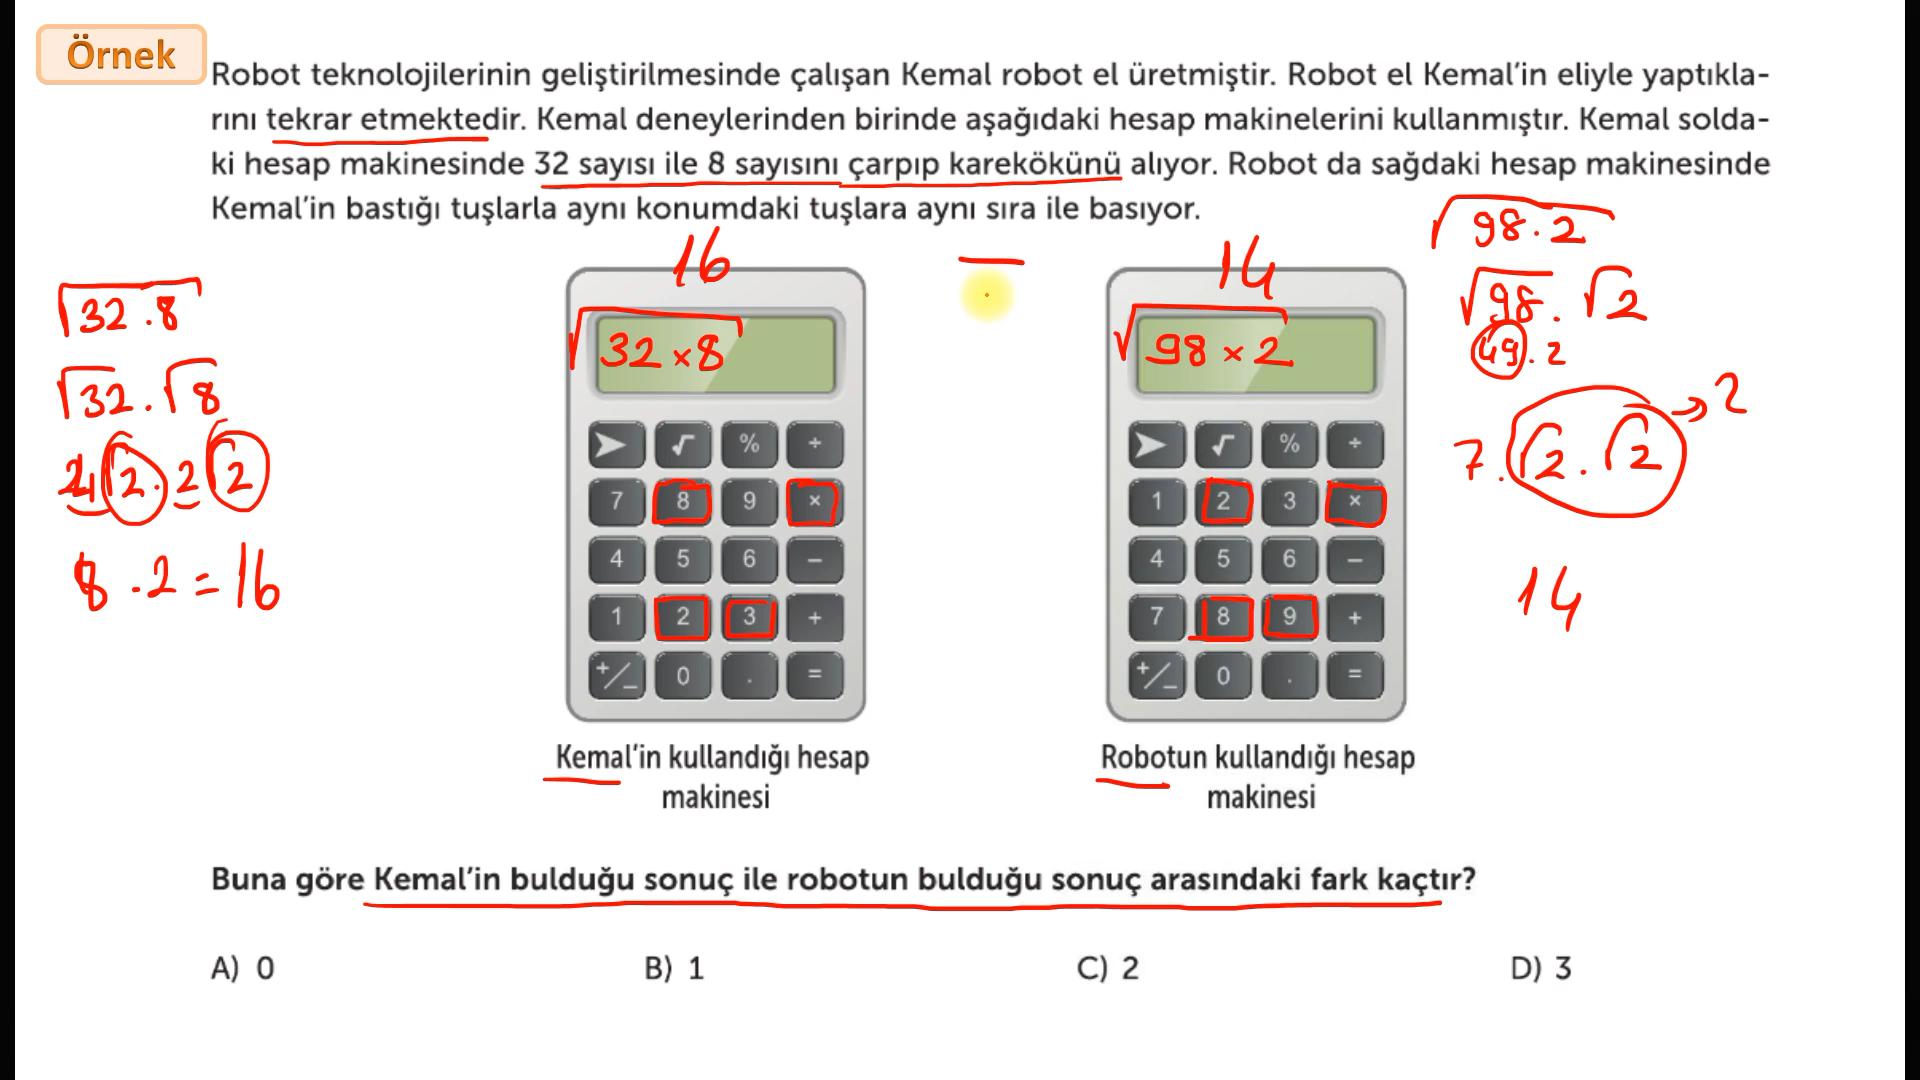 Örnek
Robot teknolojilerinin geliştirilmesinde çalışan Kemal robot el üretmiştir. Robot el Kemal'in eliyle yaptıkla-
rını tekrar etmektedir. Kemal deneylerinden birinde aşağıdaki hesap makinelerini kullanmıştır. Kemal solda-
ki hesap makinesinde 32 sayısı ile 8 sayısını çarpıp karekökünü alıyor. Robot da sağdaki hesap makinesinde
Kemal'in bastığı tuşlarla aynı konumdaki tuşlara aynı sıra ile basıyor.
√32.8
√32.√8
4√2.2√2
8.2=16
16
√32×8
√ % ÷
7 8 9 ×
4 5 6 −
1 2 3 +
+/− 0 . =
Kemal'in kullandığı hesap
makinesi
−
14
√98×2
√ % ÷
1 2 3 ×
4 5 6 −
7 8 9 +
+/− 0 . =
Robotun kullandığı hesap
makinesi
√98.2
√98.√2
49.2
7.√2.√2→2
14
Buna göre Kemal'in bulduğu sonuç ile robotun bulduğu sonuç arasındaki fark kaçtır?
A) 0 B) 1 C) 2 D) 3